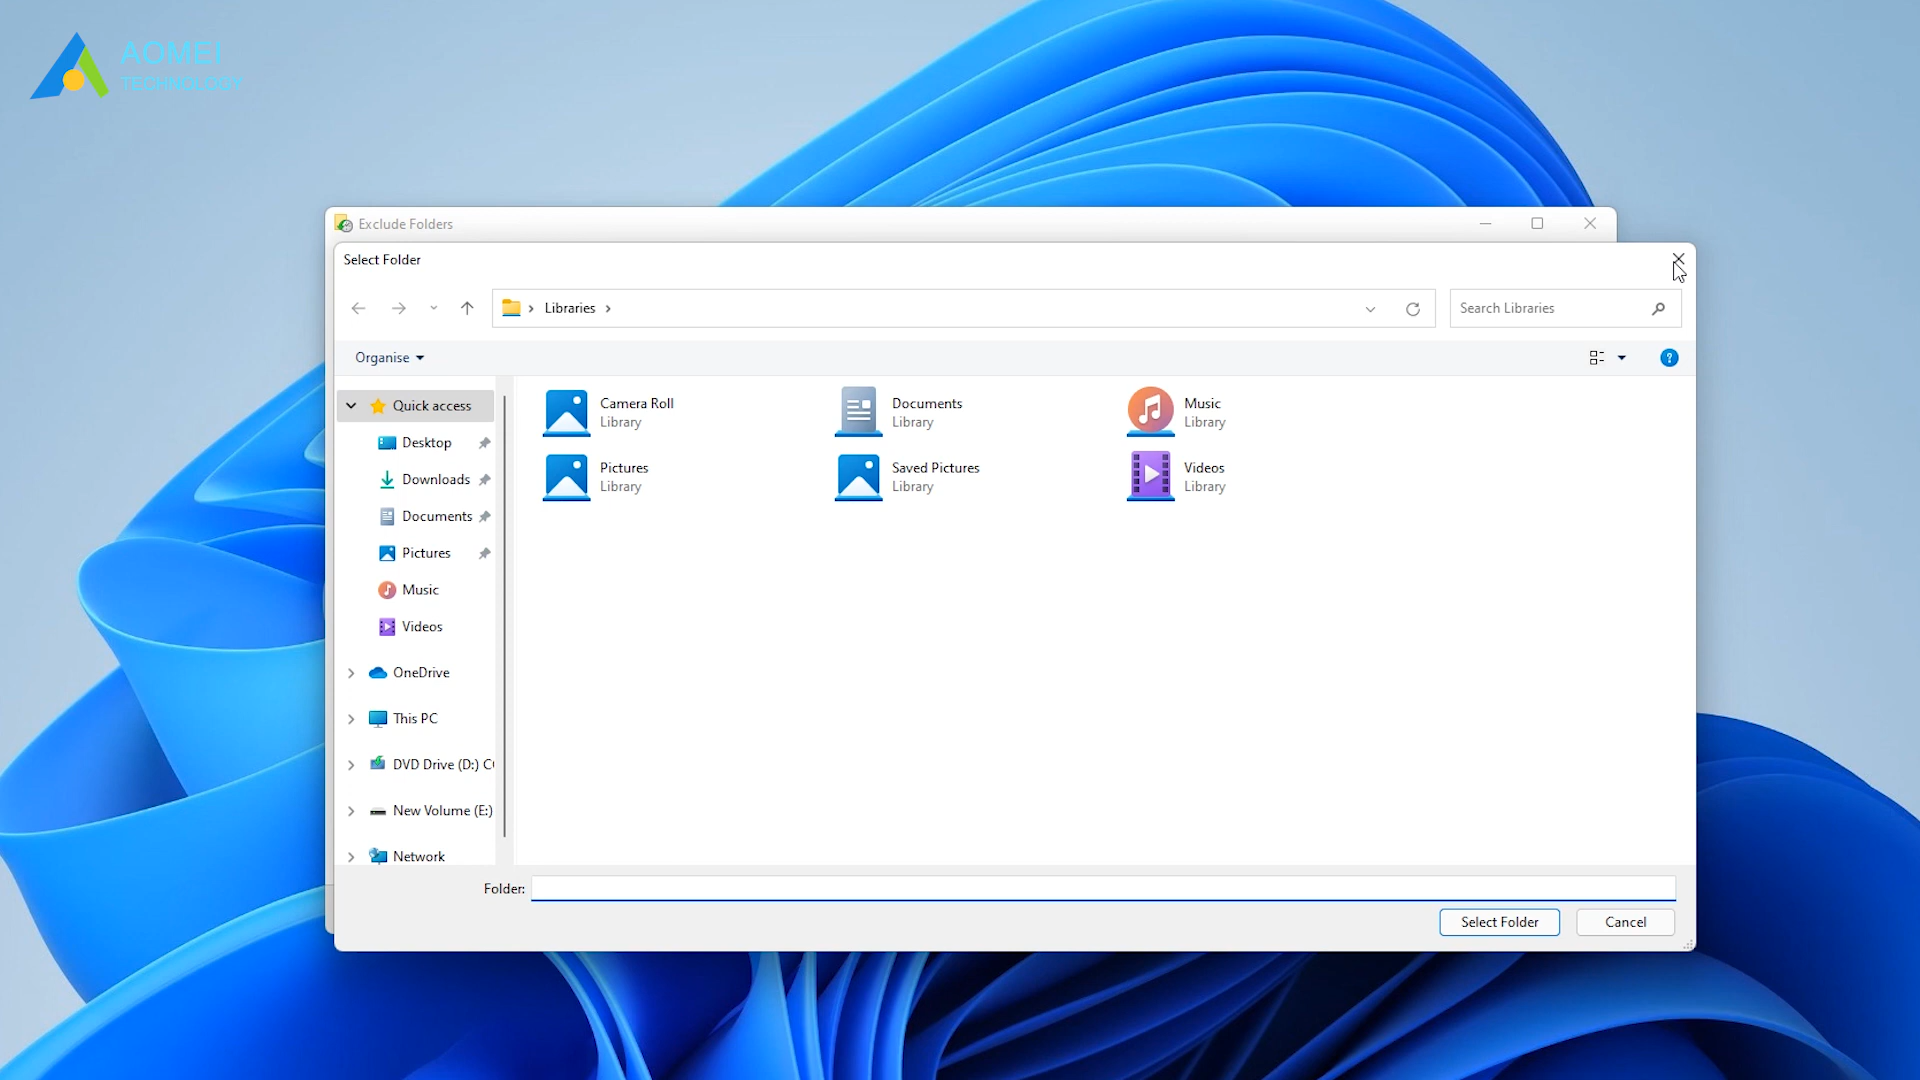 AOMEI
TECHNOLOGY
Exclude Folders
Select Folder
Libraries
Search Libraries
Organise
?
Quick access
Desktop
Downloads
Documents
Pictures
Music
Videos
OneDrive
This PC
DVD Drive (D:)
New Volume (E:)
Network
Camera Roll
Library
Documents
Library
Music
Library
Pictures
Library
Saved Pictures
Library
Videos
Library
Folder:
Select Folder
Cancel